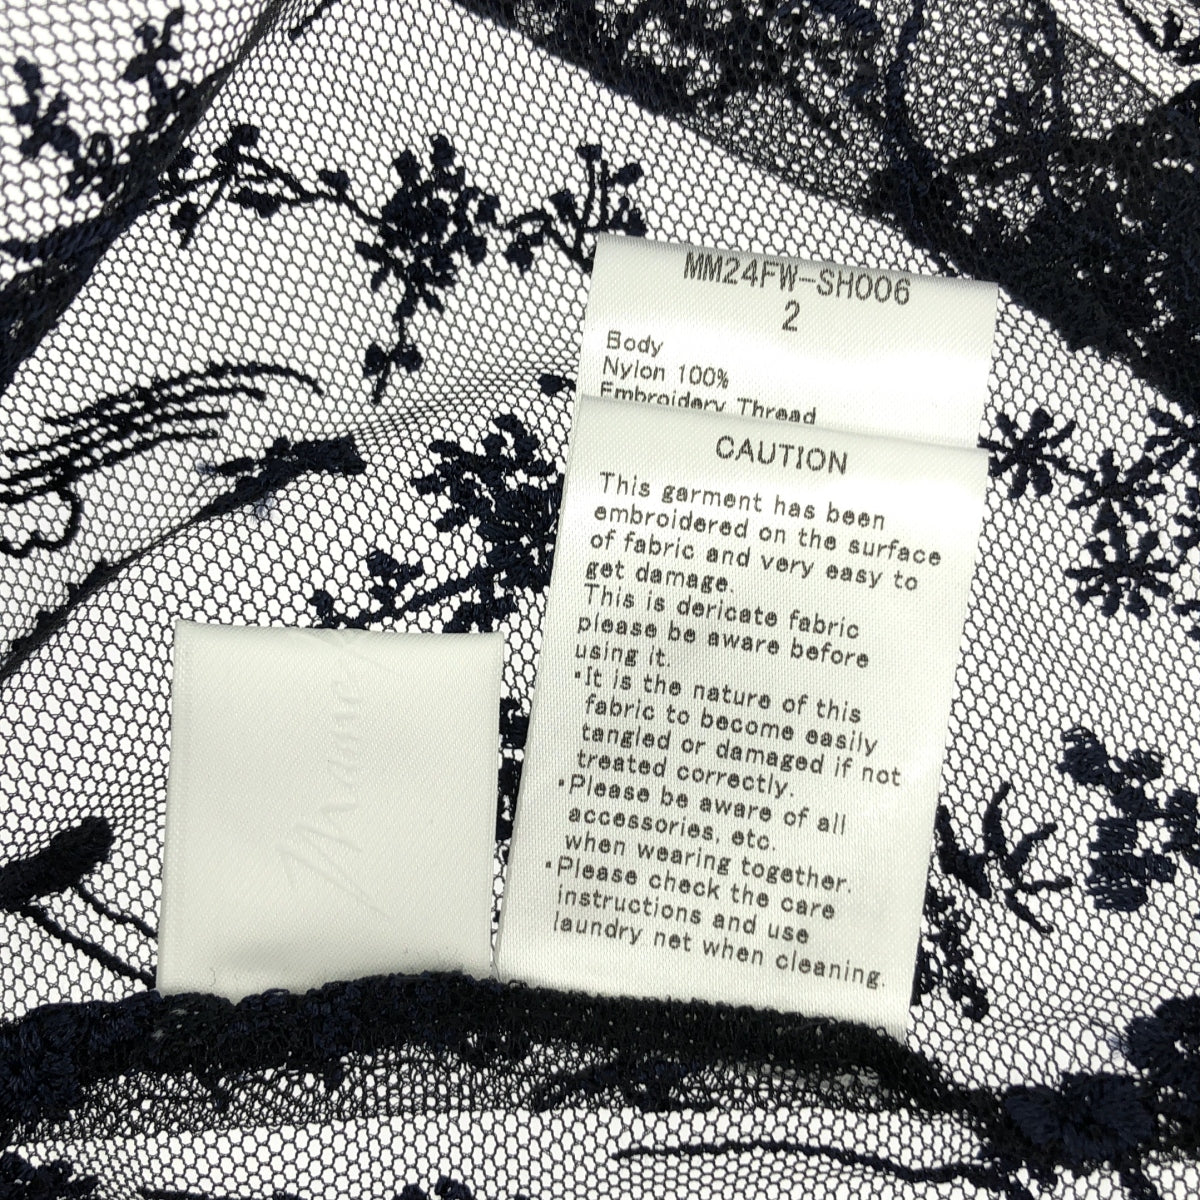 MM24FW-SH006
2
Body
Nylon 100%
Embroidery Thread
CAUTION
This garment has been
embroidered on the surface
of fabric and very easy to
get damage.
This is dericate fabric
please be aware before
using it.
・It is the nature of this
fabric to become easily
tangled or damaged if not
treated correctly.
・Please be aware of all
accessories, etc.
when wearing together.
・Please check the care
instructions and use
laundry net when cleaning.
Mame